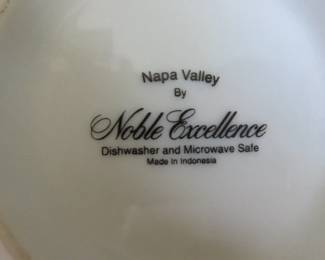 Napa Valley
By
Noble Excellence
Dishwasher and Microwave Safe
Made In Indonesia